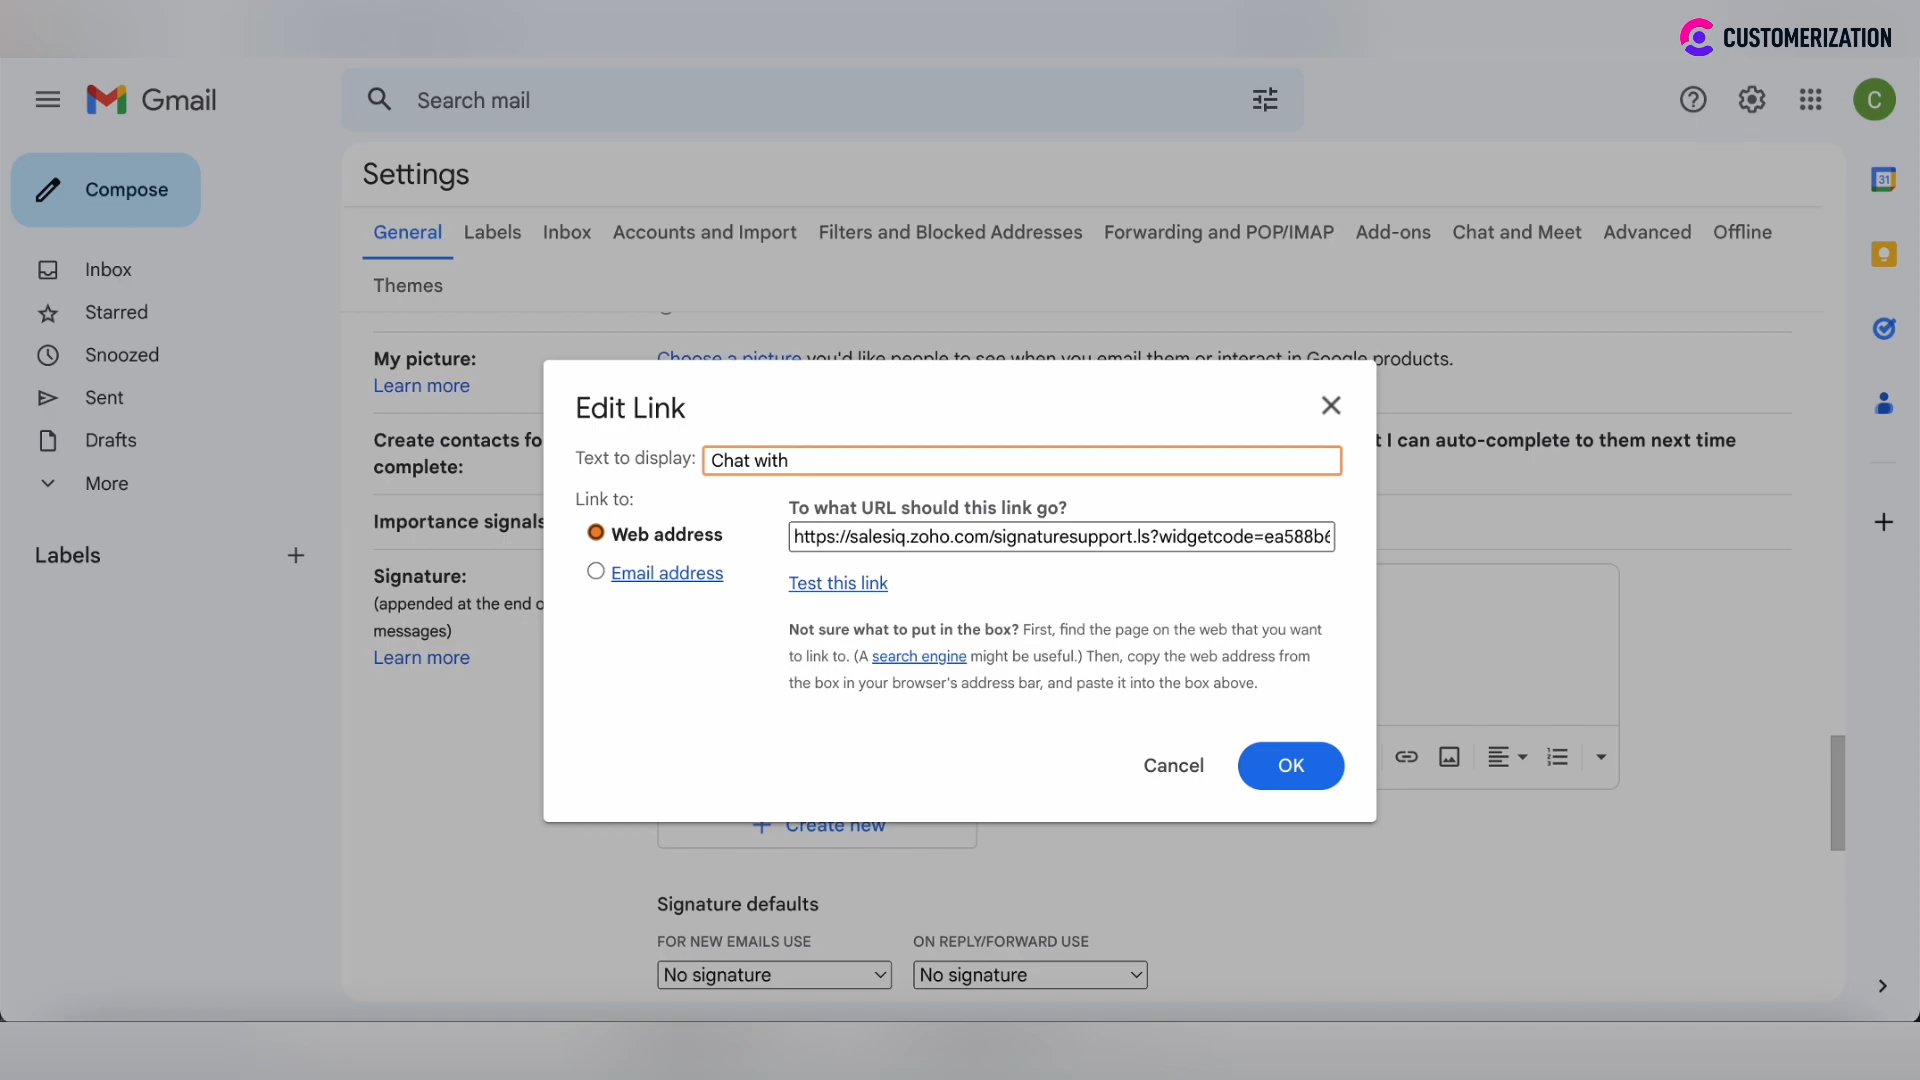 CUSTOMERIZATION
Gmail
Search mail
C
Compose
Settings
31
General Labels Inbox Accounts and Import Filters and Blocked Addresses Forwarding and POP/IMAP Add-ons Chat and Meet Advanced Offline
Themes
Inbox
Starred
Snoozed
Sent
Drafts
More
Labels
My picture:
Learn more
Choose a picture you'd like people to see when you email them or interact in Google products.
Create contacts fo
complete:
t I can auto-complete to them next time
Importance signals
Signature:
(appended at the end o
messages)
Learn more
Edit Link
Text to display: Chat with
Link to:
Web address
Email address
To what URL should this link go?
https://salesiq.zoho.com/signaturesupport.ls?widgetcode=ea588b6
Test this link
Not sure what to put in the box? First, find the page on the web that you want
to link to. (A search engine might be useful.) Then, copy the web address from
the box in your browser's address bar, and paste it into the box above.
Cancel OK
Create new
Signature defaults
FOR NEW EMAILS USE ON REPLY/FORWARD USE
No signature No signature